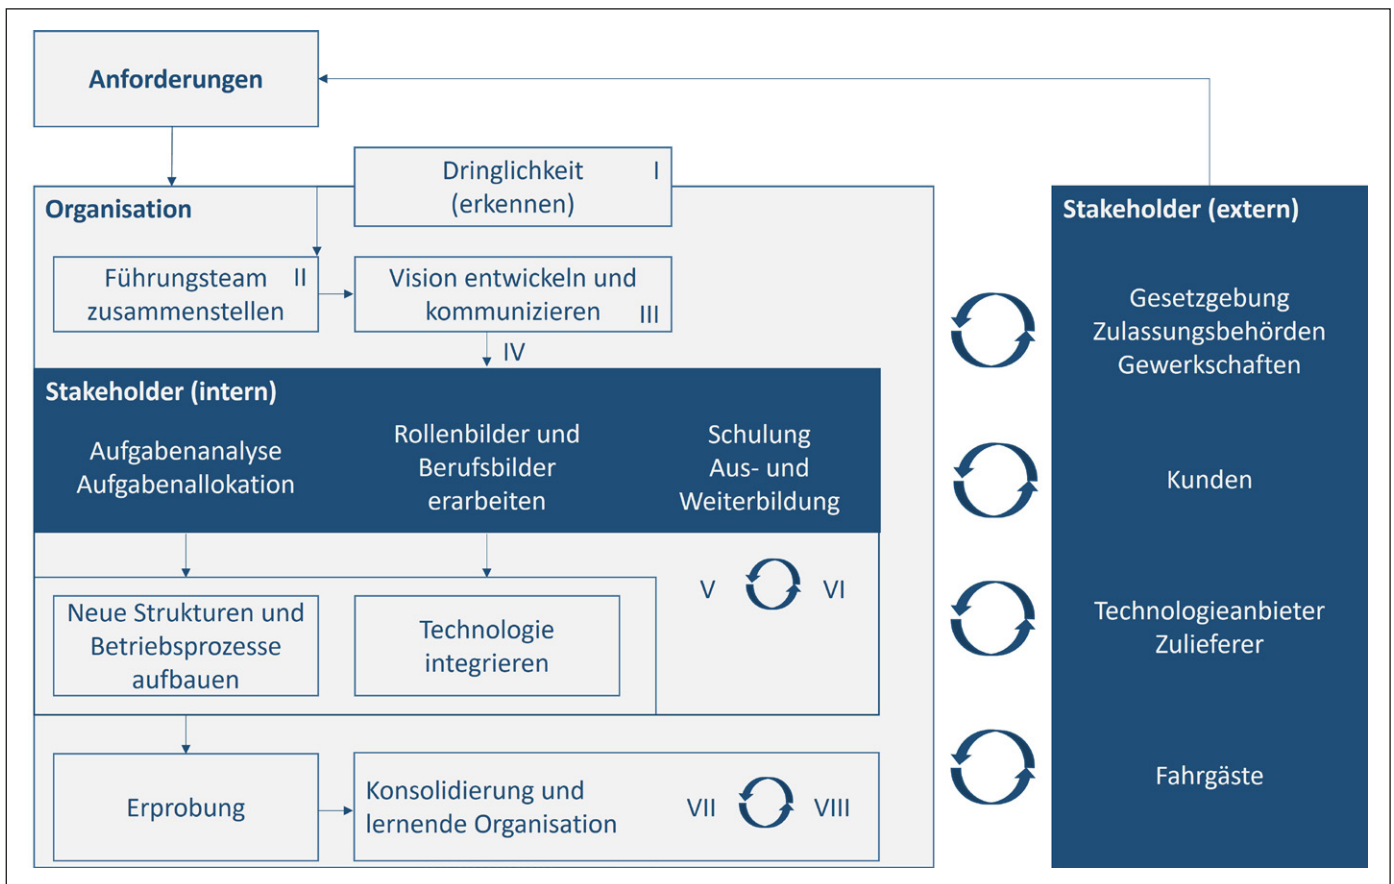 Anforderungen
Dringlichkeit I
(erkennen)
Organisation
Führungsteam II
zusammenstellen
Vision entwickeln und
kommunizieren III
IV
Stakeholder (intern)
Aufgabenanalyse
Aufgabenallokation
Rollenbilder und
Berufsbilder
erarbeiten
Schulung
Aus- und
Weiterbildung
V VI
Neue Strukturen und
Betriebsprozesse
aufbauen
Technologie
integrieren
Erprobung
Konsolidierung und
lernende Organisation
VII VIII
Stakeholder (extern)
Gesetzgebung
Zulassungsbehörden
Gewerkschaften
Kunden
Technologieanbieter
Zulieferer
Fahrgäste